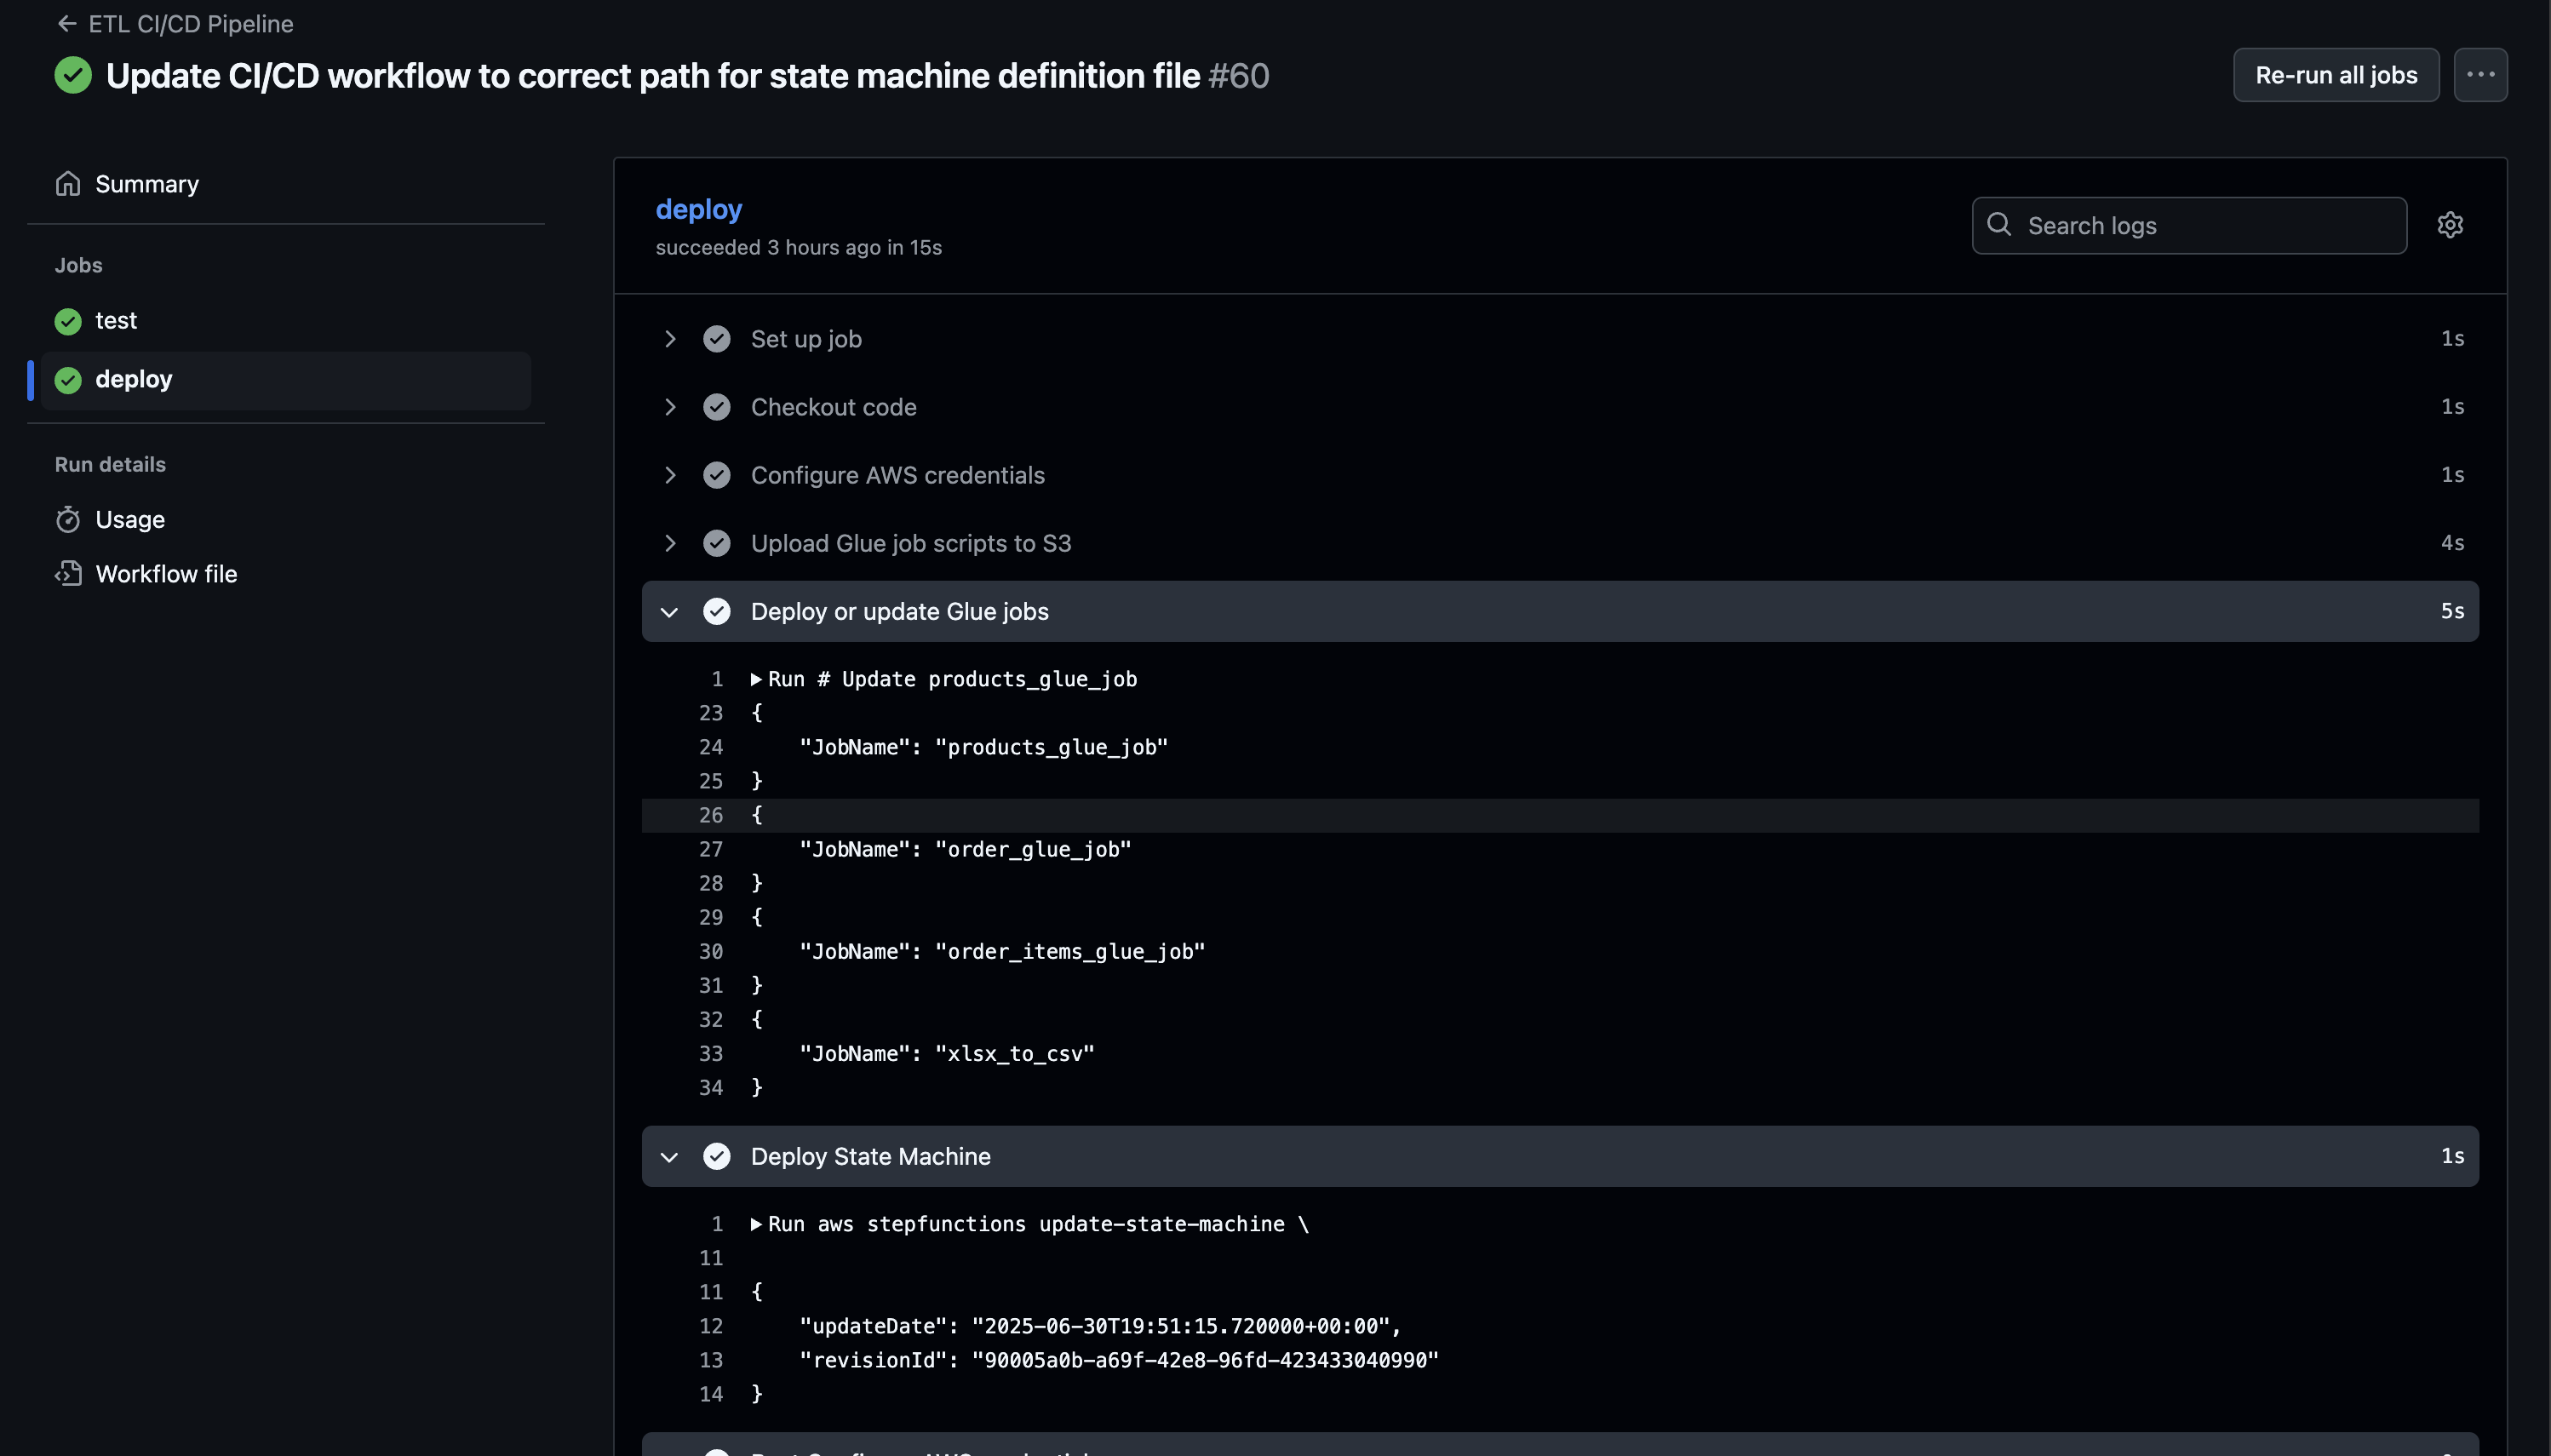 ← ETL CI/CD Pipeline
Update CI/CD workflow to correct path for state machine definition file #60
Re-run all jobs
Summary
Jobs
test
deploy
Run details
Usage
Workflow file
deploy
succeeded 3 hours ago in 15s
Search logs
Set up job 1s
Checkout code 1s
Configure AWS credentials 1s
Upload Glue job scripts to S3 4s
Deploy or update Glue jobs 5s
1 ▶Run # Update products_glue_job
23 {
24     "JobName": "products_glue_job"
25 }
26 {
27     "JobName": "order_glue_job"
28 }
29 {
30     "JobName": "order_items_glue_job"
31 }
32 {
33     "JobName": "xlsx_to_csv"
34 }
Deploy State Machine 1s
1 ▶Run aws stepfunctions update-state-machine \
11
11 {
12     "updateDate": "2025-06-30T19:51:15.720000+00:00",
13     "revisionId": "90005a0b-a69f-42e8-96fd-423433040990"
14 }